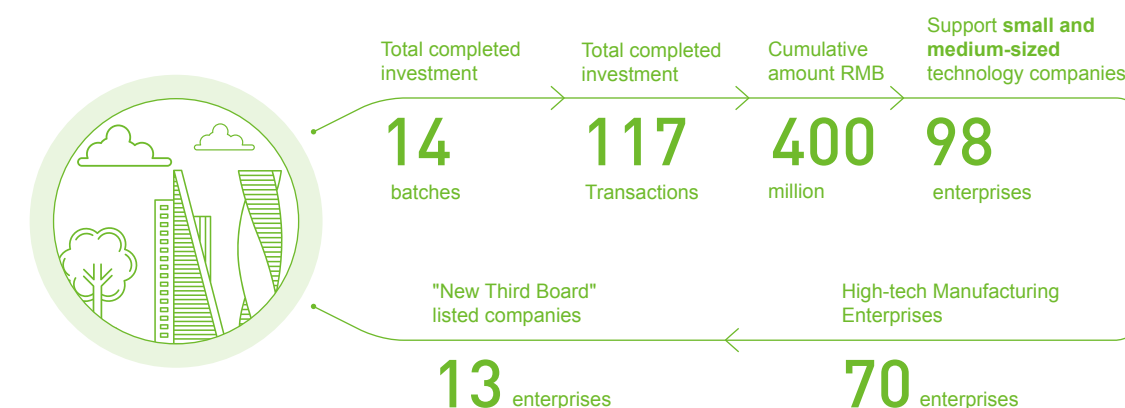 Total completed
investment
14
batches
Total completed
investment
117
Transactions
Cumulative
amount RMB
400
million
Support small and
medium-sized
technology companies
98
enterprises
"New Third Board"
listed companies
13 enterprises
High-tech Manufacturing
Enterprises
70 enterprises